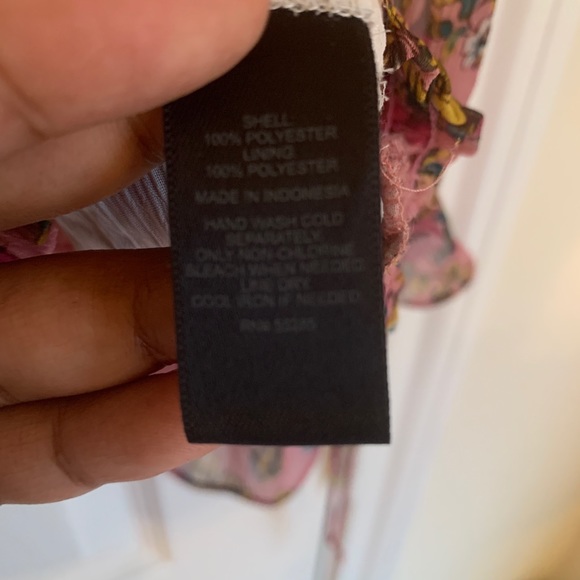 SHELL:
100% POLYESTER
LINING:
100% POLYESTER
MADE IN INDONESIA
HAND WASH COLD
SEPARATELY.
ONLY NON-CHLORINE
BLEACH WHEN NEEDED.
LINE DRY.
COOL IRON IF NEEDED.
RN#